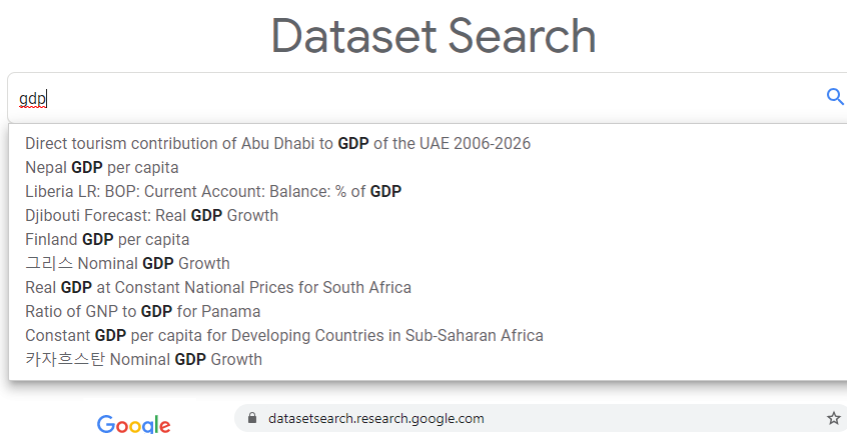 Dataset Search
gdp
Direct tourism contribution of Abu Dhabi to GDP of the UAE 2006-2026
Nepal GDP per capita
Liberia LR: BOP: Current Account: Balance: % of GDP
Djibouti Forecast: Real GDP Growth
Finland GDP per capita
그리스 Nominal GDP Growth
Real GDP at Constant National Prices for South Africa
Ratio of GNP to GDP for Panama
Constant GDP per capita for Developing Countries in Sub-Saharan Africa
카자흐스탄 Nominal GDP Growth
Google datasetsearch.research.google.com